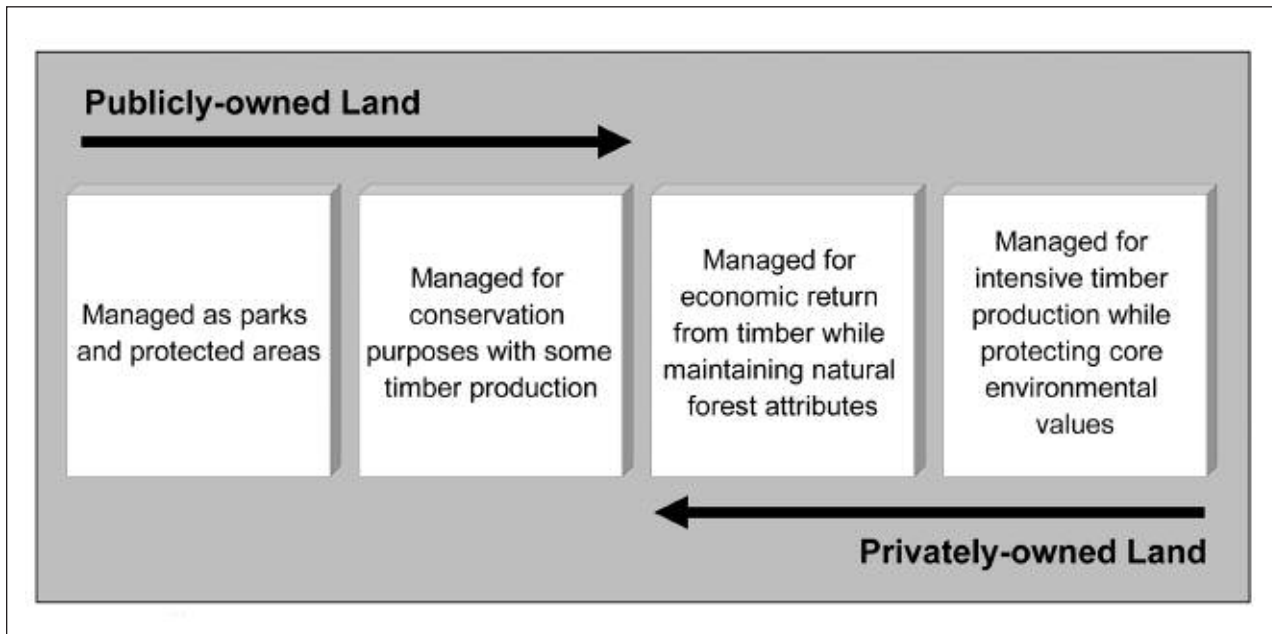 Publicly-owned Land
Managed as parks
and protected areas
Managed for
conservation
purposes with some
timber production
Managed for
economic return
from timber while
maintaining natural
forest attributes
Managed for
intensive timber
production while
protecting core
environmental
values
Privately-owned Land